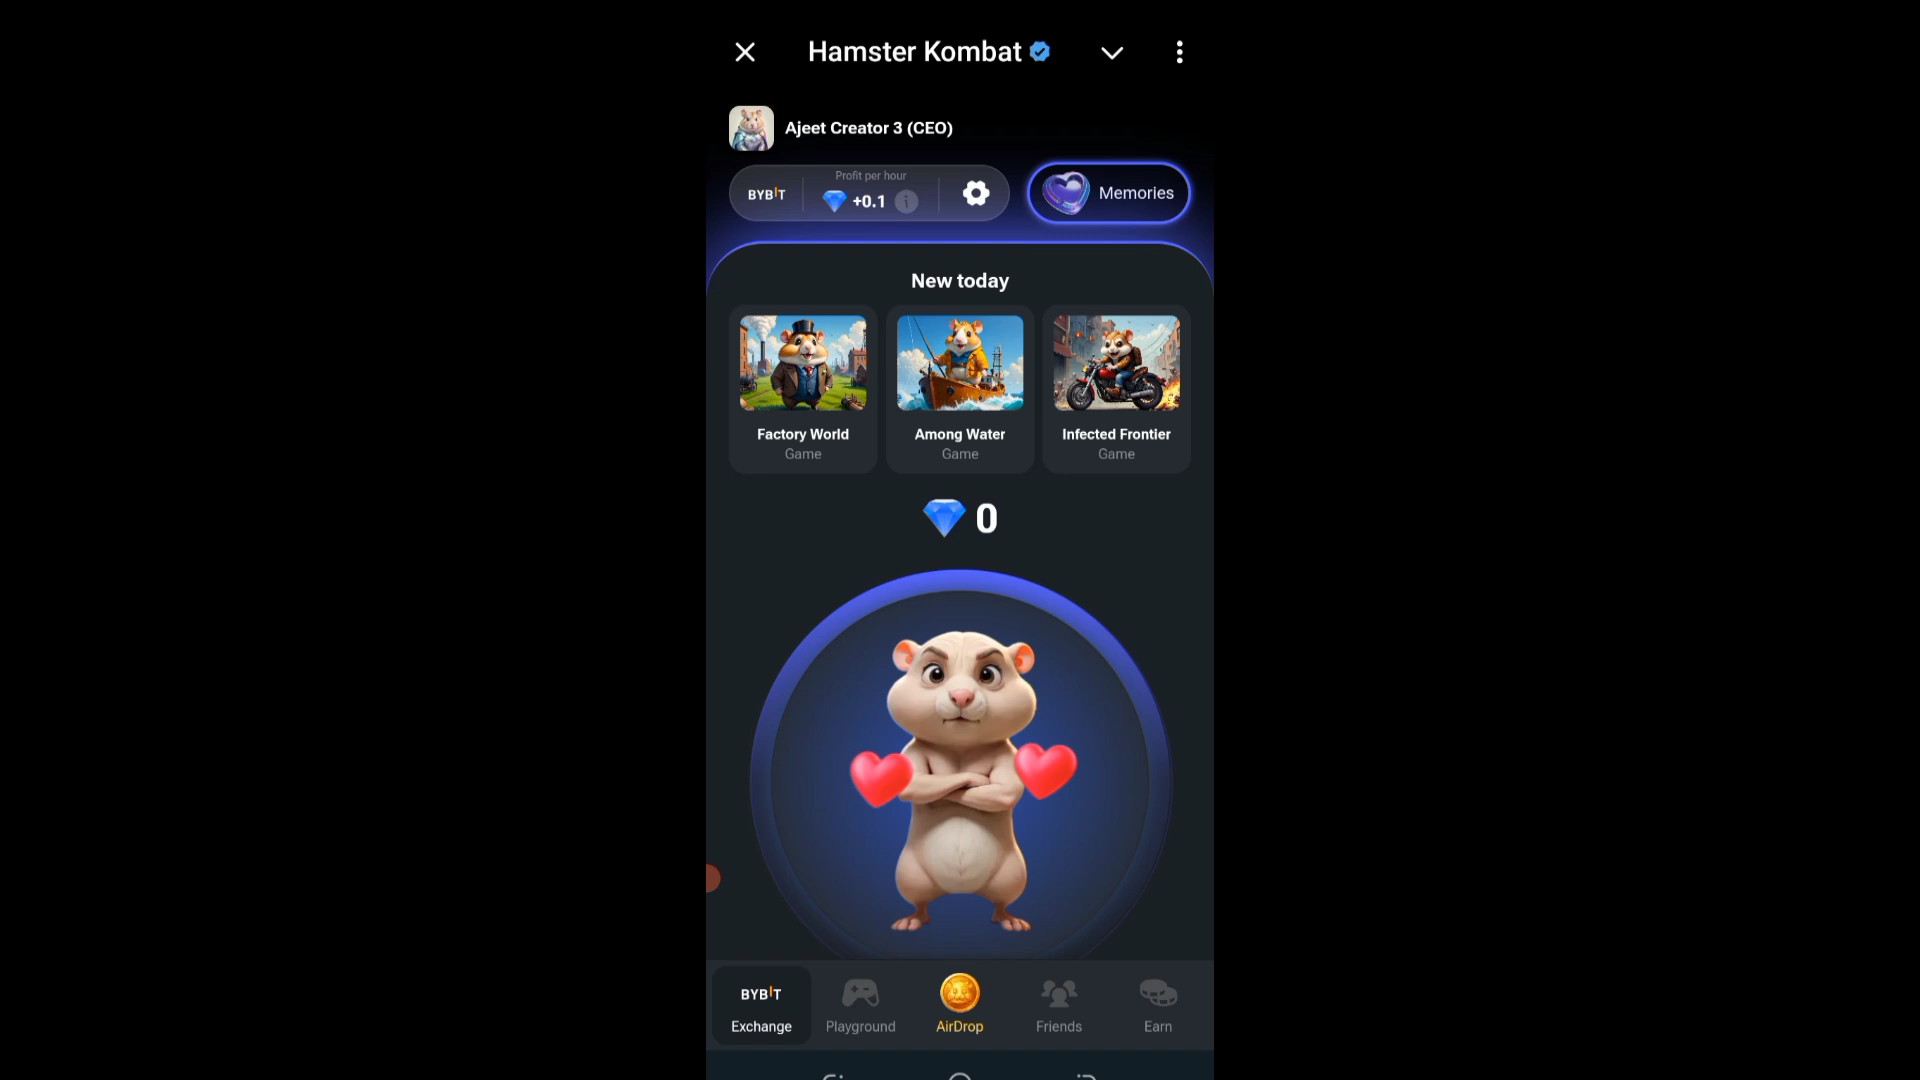 Hamster Kombat
Ajeet Creator 3 (CEO)
BYBIT
Profit per hour
+0.1
Memories
New today
Factory World
Game
Among Water
Game
Infected Frontier
Game
0
BYBIT
Exchange
Playground
AirDrop
Friends
Earn